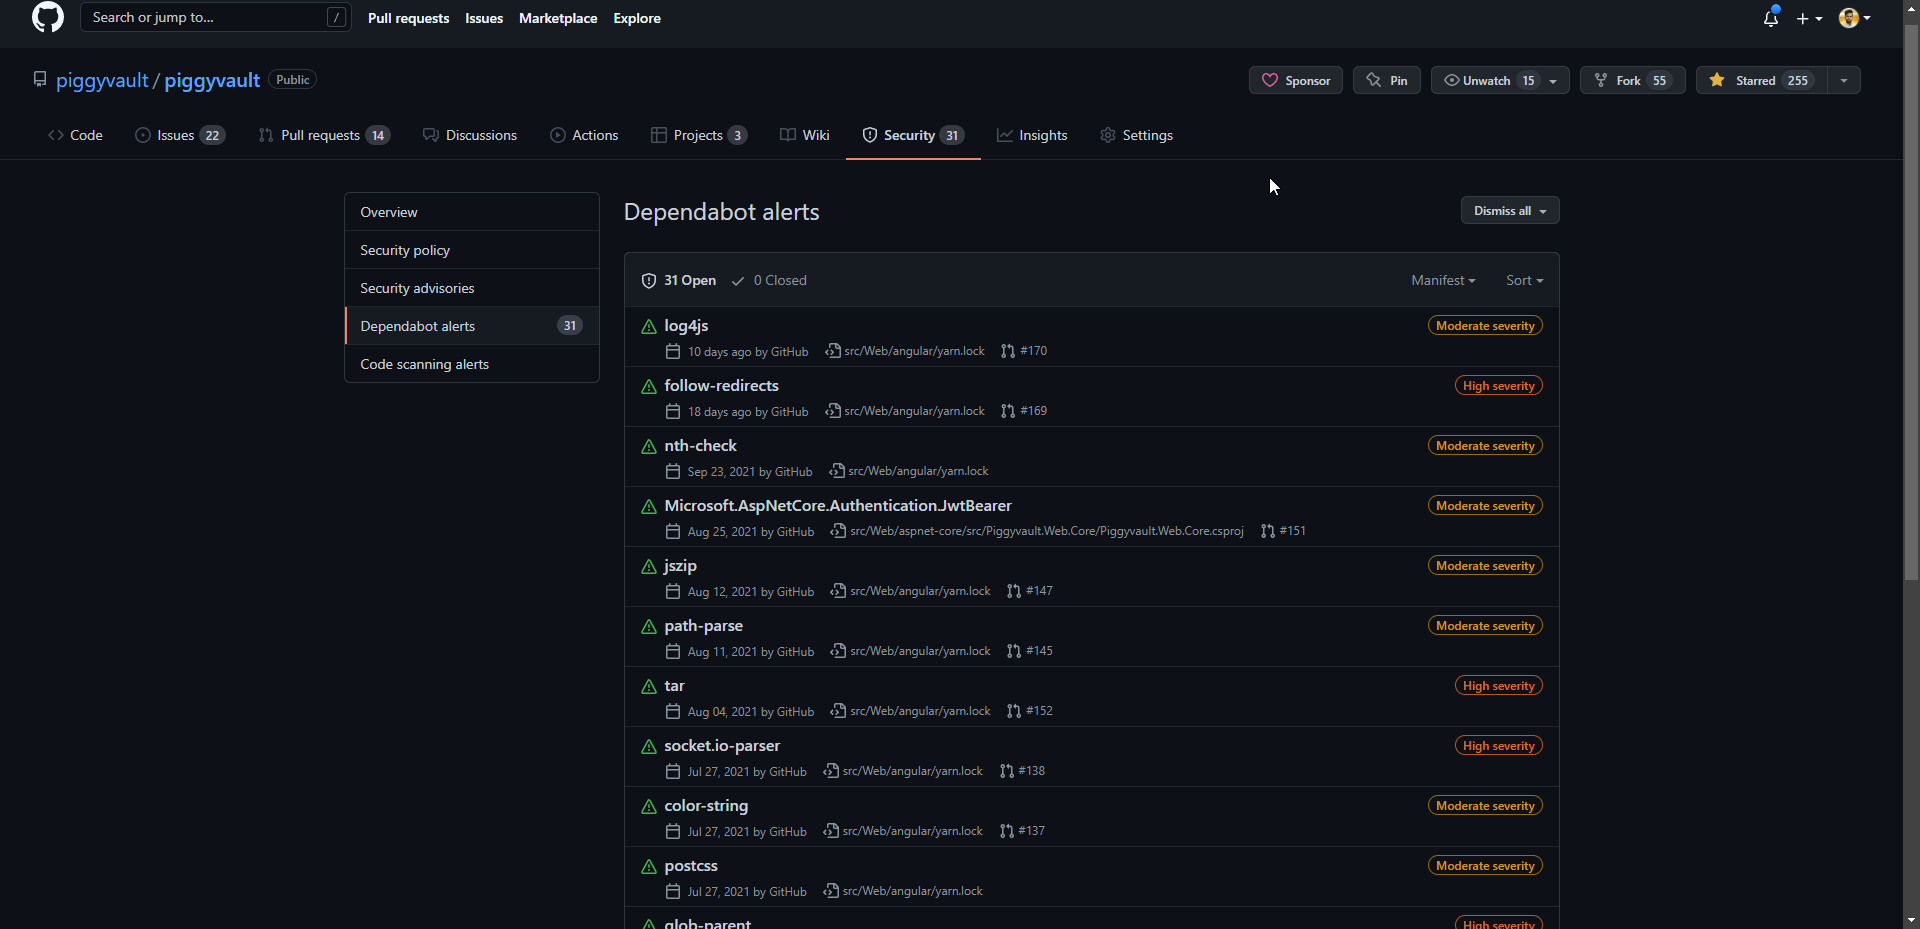 Search or jump to... /
Pull requests Issues Marketplace Explore
piggyvault / piggyvault Public
Sponsor Pin Unwatch 15 Fork 55 Starred 255
Code Issues 22 Pull requests 14 Discussions Actions Projects 3 Wiki Security 31 Insights Settings
Overview
Security policy
Security advisories
Dependabot alerts 31
Code scanning alerts
Dependabot alerts
Dismiss all
31 Open 0 Closed Manifest Sort
log4js Moderate severity
10 days ago by GitHub src/Web/angular/yarn.lock #170
follow-redirects High severity
18 days ago by GitHub src/Web/angular/yarn.lock #169
nth-check Moderate severity
Sep 23, 2021 by GitHub src/Web/angular/yarn.lock
Microsoft.AspNetCore.Authentication.JwtBearer Moderate severity
Aug 25, 2021 by GitHub src/Web/aspnet-core/src/Piggyvault.Web.Core/Piggyvault.Web.Core.csproj #151
jszip Moderate severity
Aug 12, 2021 by GitHub src/Web/angular/yarn.lock #147
path-parse Moderate severity
Aug 11, 2021 by GitHub src/Web/angular/yarn.lock #145
tar High severity
Aug 04, 2021 by GitHub src/Web/angular/yarn.lock #152
socket.io-parser High severity
Jul 27, 2021 by GitHub src/Web/angular/yarn.lock #138
color-string Moderate severity
Jul 27, 2021 by GitHub src/Web/angular/yarn.lock #137
postcss Moderate severity
Jul 27, 2021 by GitHub src/Web/angular/yarn.lock
glob-parent High severity